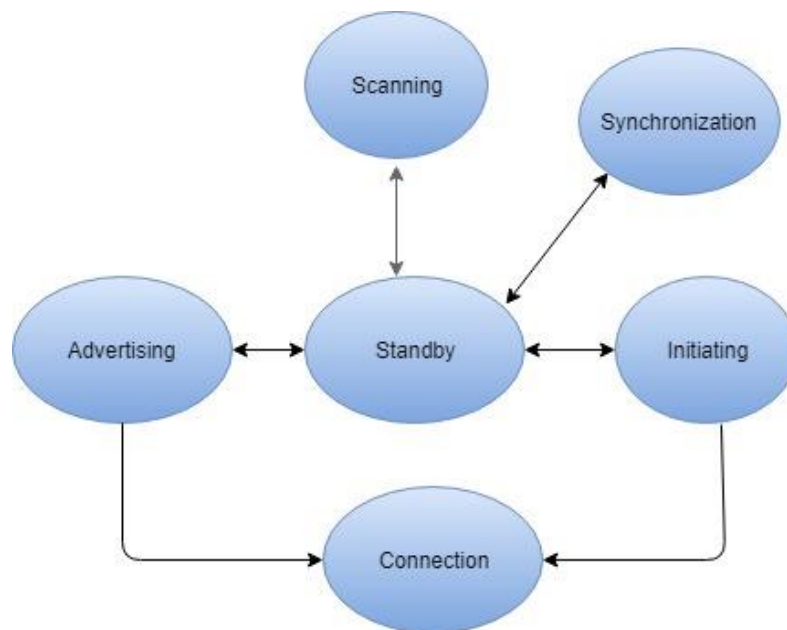 Scanning
Synchronization
Advertising
Standby
Initiating
Connection